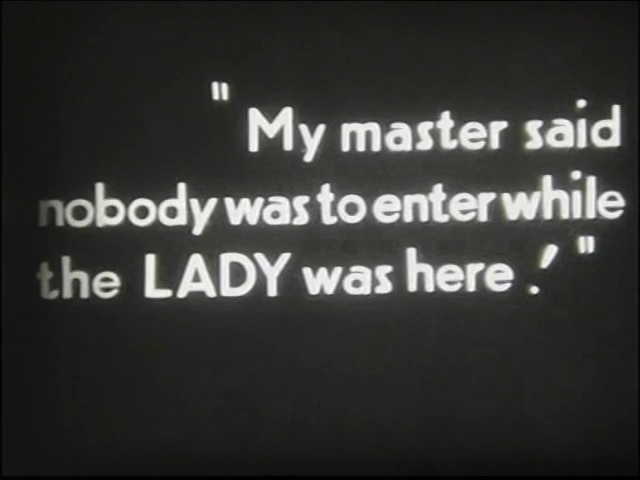 " My master said
nobody was to enter while
the LADY was here ! "